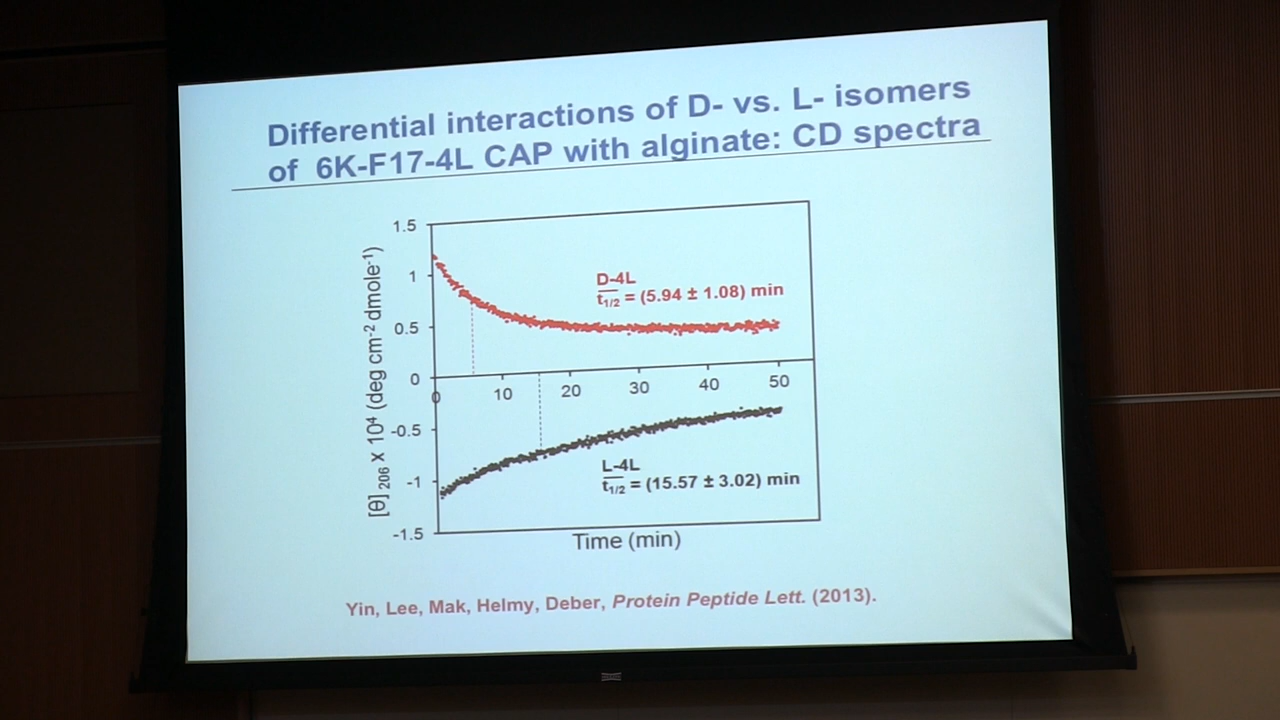 Differential interactions of D- vs. L- isomers
of 6K-F17-4L CAP with alginate: CD spectra
1.5
1
0.5
0
-0.5
-1
-1.5
[θ]206 x 10⁴ (deg cm⁻² dmole⁻¹)
D-4L
t1/2 = (5.94 ± 1.08) min
0 10 20 30 40 50
L-4L
t1/2 = (15.57 ± 3.02) min
Time (min)
Yin, Lee, Mak, Helmy, Deber, Protein Peptide Lett. (2013).